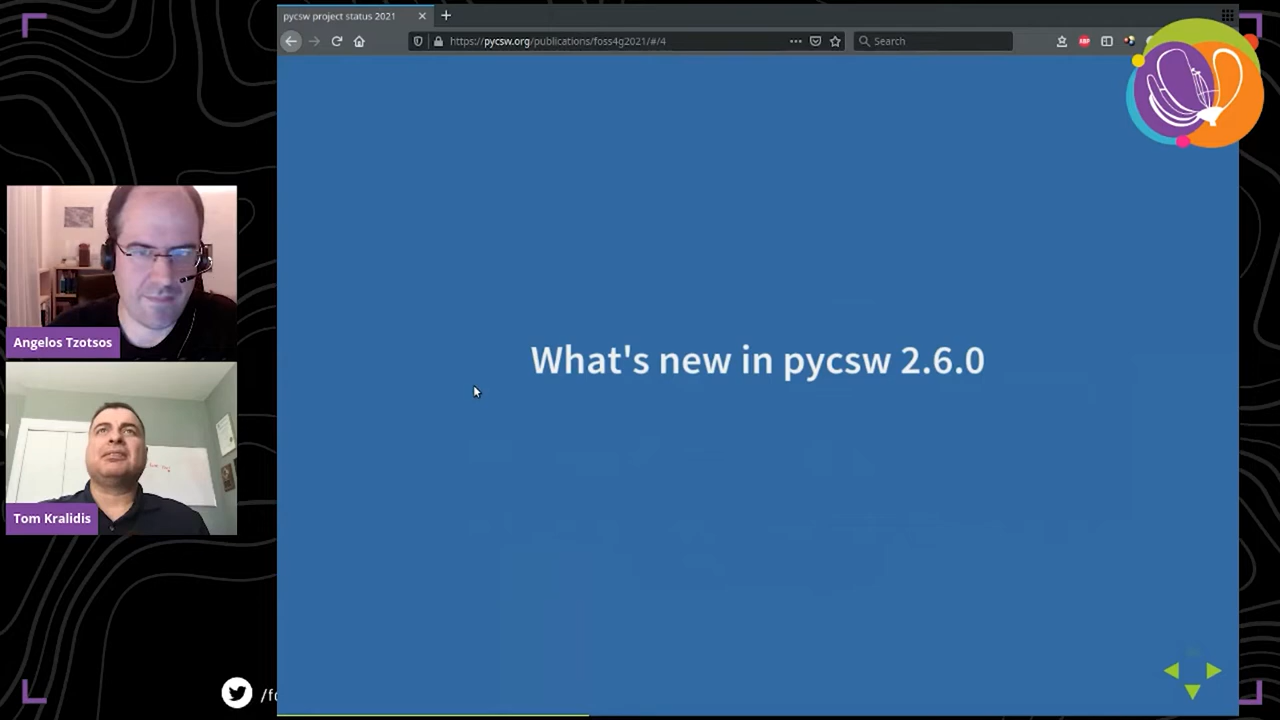 pycsw project status 2021
https://pycsw.org/publications/foss4g2021/#/4
Search
ABP
What's new in pycsw 2.6.0
Angelos Tzotsos
Tom Kralidis
/fo